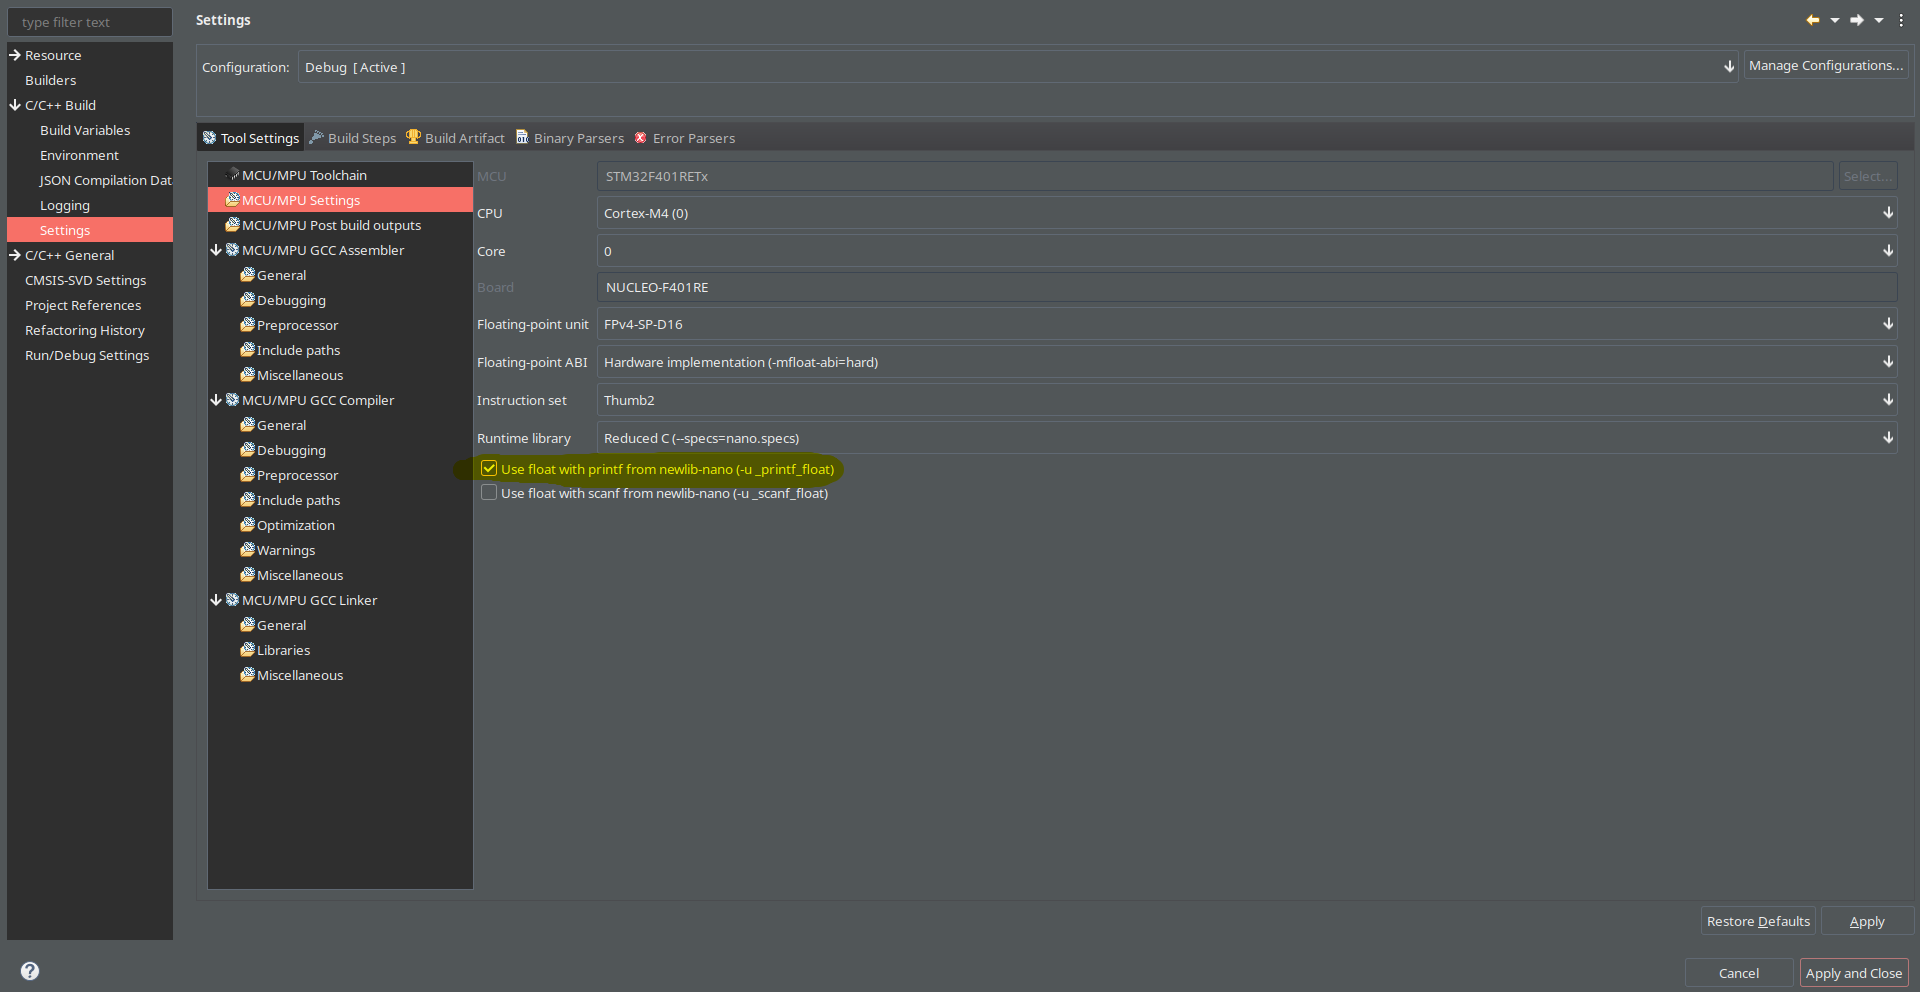 type filter text
Resource
Builders
C/C++ Build
Build Variables
Environment
JSON Compilation Dat
Logging
Settings
C/C++ General
CMSIS-SVD Settings
Project References
Refactoring History
Run/Debug Settings
Settings
Configuration:
Debug [ Active ]
Manage Configurations...
Tool Settings
Build Steps
Build Artifact
Binary Parsers
Error Parsers
MCU/MPU Toolchain
MCU/MPU Settings
MCU/MPU Post build outputs
MCU/MPU GCC Assembler
General
Debugging
Preprocessor
Include paths
Miscellaneous
MCU/MPU GCC Compiler
General
Debugging
Preprocessor
Include paths
Optimization
Warnings
Miscellaneous
MCU/MPU GCC Linker
General
Libraries
Miscellaneous
MCU
STM32F401RETx
Select...
CPU
Cortex-M4 (0)
Core
0
Board
NUCLEO-F401RE
Floating-point unit
FPv4-SP-D16
Floating-point ABI
Hardware implementation (-mfloat-abi=hard)
Instruction set
Thumb2
Runtime library
Reduced C (--specs=nano.specs)
Use float with printf from newlib-nano (-u _printf_float)
Use float with scanf from newlib-nano (-u _scanf_float)
Restore Defaults
Apply
Cancel
Apply and Close